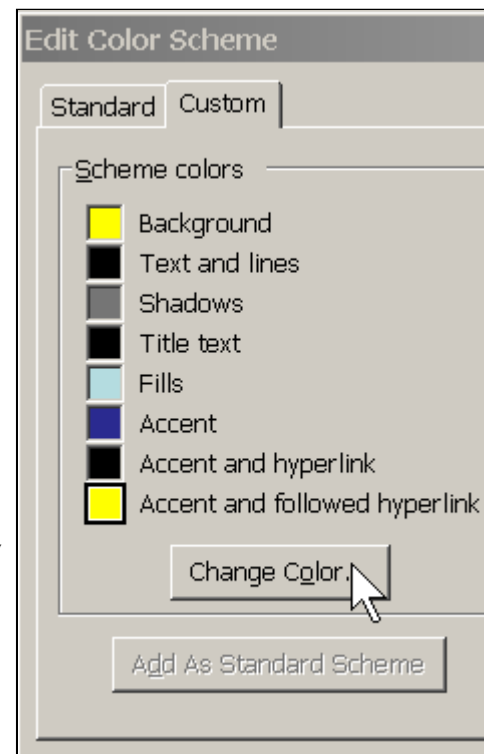 Edit Color Scheme
Standard Custom
Scheme colors
Background
Text and lines
Shadows
Title text
Fills
Accent
Accent and hyperlink
Accent and followed hyperlink
Change Color.
Add As Standard Scheme